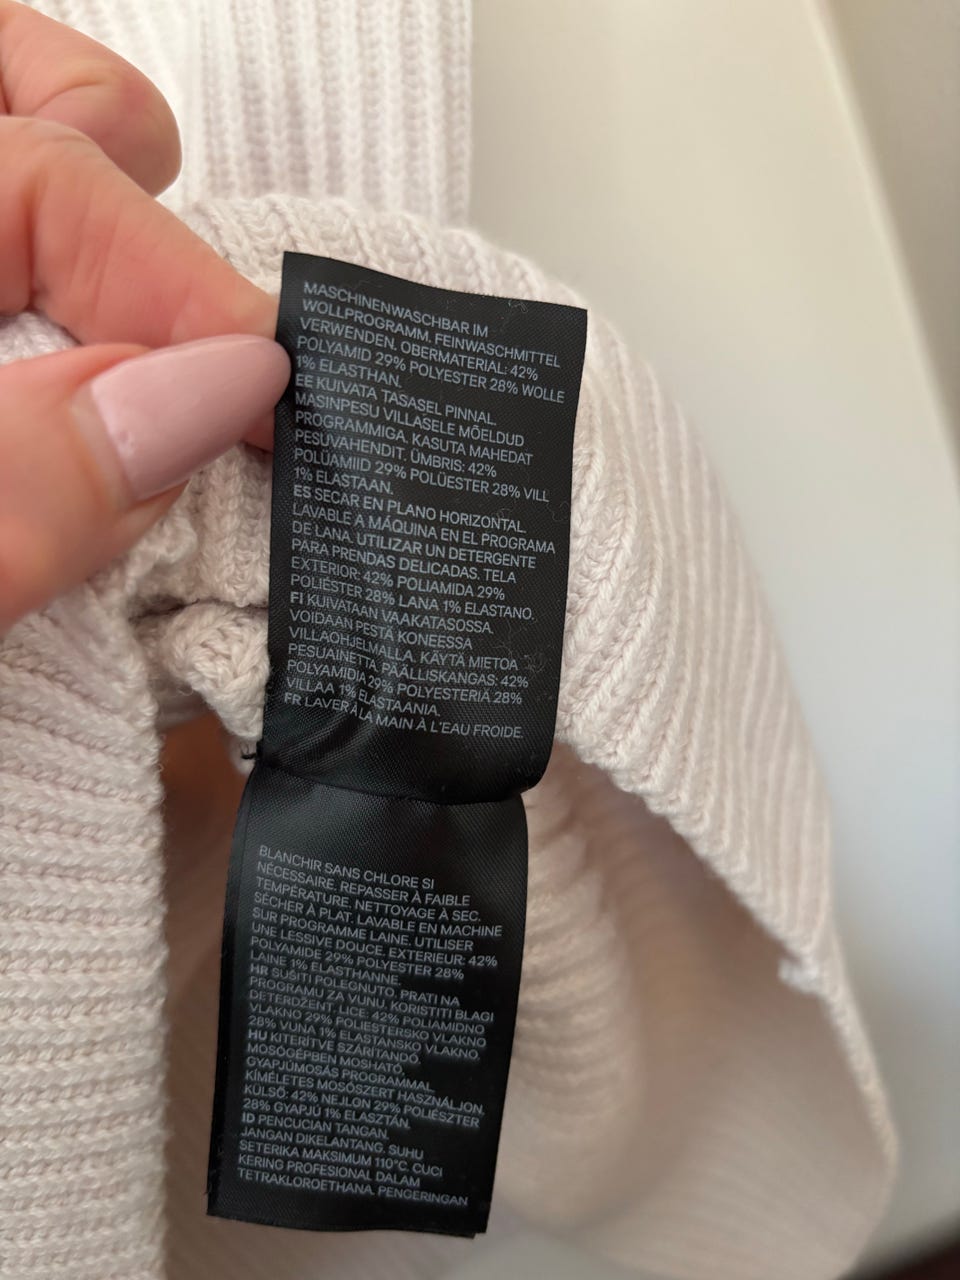 MASCHINENWASCHBAR IM
WOLLPROGRAMM. FEINWASCHMITTEL
VERWENDEN. OBERMATERIAL: 42%
POLYAMID 29% POLYESTER 28% WOLLE
1% ELASTHAN.
EE KUIVATA TASASEL PINNAL.
MASINPESU VILLASELE MÕELDUD
PROGRAMMIGA. KASUTA MAHEDAT
PESUVAHENDIT. ÜMBRIS: 42%
POLÜAMIID 29% POLÜESTER 28% VILL
1% ELASTAAN.
ES SECAR EN PLANO HORIZONTAL.
LAVABLE A MÁQUINA EN EL PROGRAMA
DE LANA. UTILIZAR UN DETERGENTE
PARA PRENDAS DELICADAS. TELA
EXTERIOR: 42% POLIAMIDA 29%
POLIÉSTER 28% LANA 1% ELASTANO.
FI KUIVATAAN VAAKATASOSSA.
VOIDAAN PESTÄ KONEESSA
VILLAOHJELMALLA. KÄYTÄ MIETOA
PESUAINETTA. PÄÄLLISKANGAS: 42%
POLYAMIDIA 29% POLYESTERIÄ 28%
VILLAA 1% ELASTAANIA.
FR LAVER À LA MAIN À L'EAU FROIDE.
BLANCHIR SANS CHLORE SI
NÉCESSAIRE. REPASSER À FAIBLE
TEMPÉRATURE. NETTOYAGE À SEC.
SÉCHER À PLAT. LAVABLE EN MACHINE
SUR PROGRAMME LAINE. UTILISER
UNE LESSIVE DOUCE. EXTERIEUR: 42%
POLYAMIDE 29% POLYESTER 28%
LAINE 1% ELASTHANNE.
HR SUŠITI POLEGNUTO. PRATI NA
PROGRAMU ZA VUNU. KORISTITI BLAGI
DETERDŽENT. LICE: 42% POLIAMIDNO
VLAKNO 29% POLIESTERSKO VLAKNO
28% VUNA 1% ELASTANSKO VLAKNO.
HU KITERÍTVE SZÁRÍTANDÓ.
MOSÓGÉPBEN MOSHATÓ,
GYAPJÚMOSÁS PROGRAMMAL.
KÍMÉLETES MOSÓSZERT HASZNÁLJON.
KÜLSŐ: 42% NEJLON 29% POLIÉSZTER
28% GYAPJÚ 1% ELASZTÁN.
ID PENCUCIAN TANGAN.
JANGAN DIKELANTANG. SUHU
SETERIKA MAKSIMUM 110°C. CUCI
KERING PROFESIONAL DALAM
TETRAKLOROETHANA. PENGERINGAN